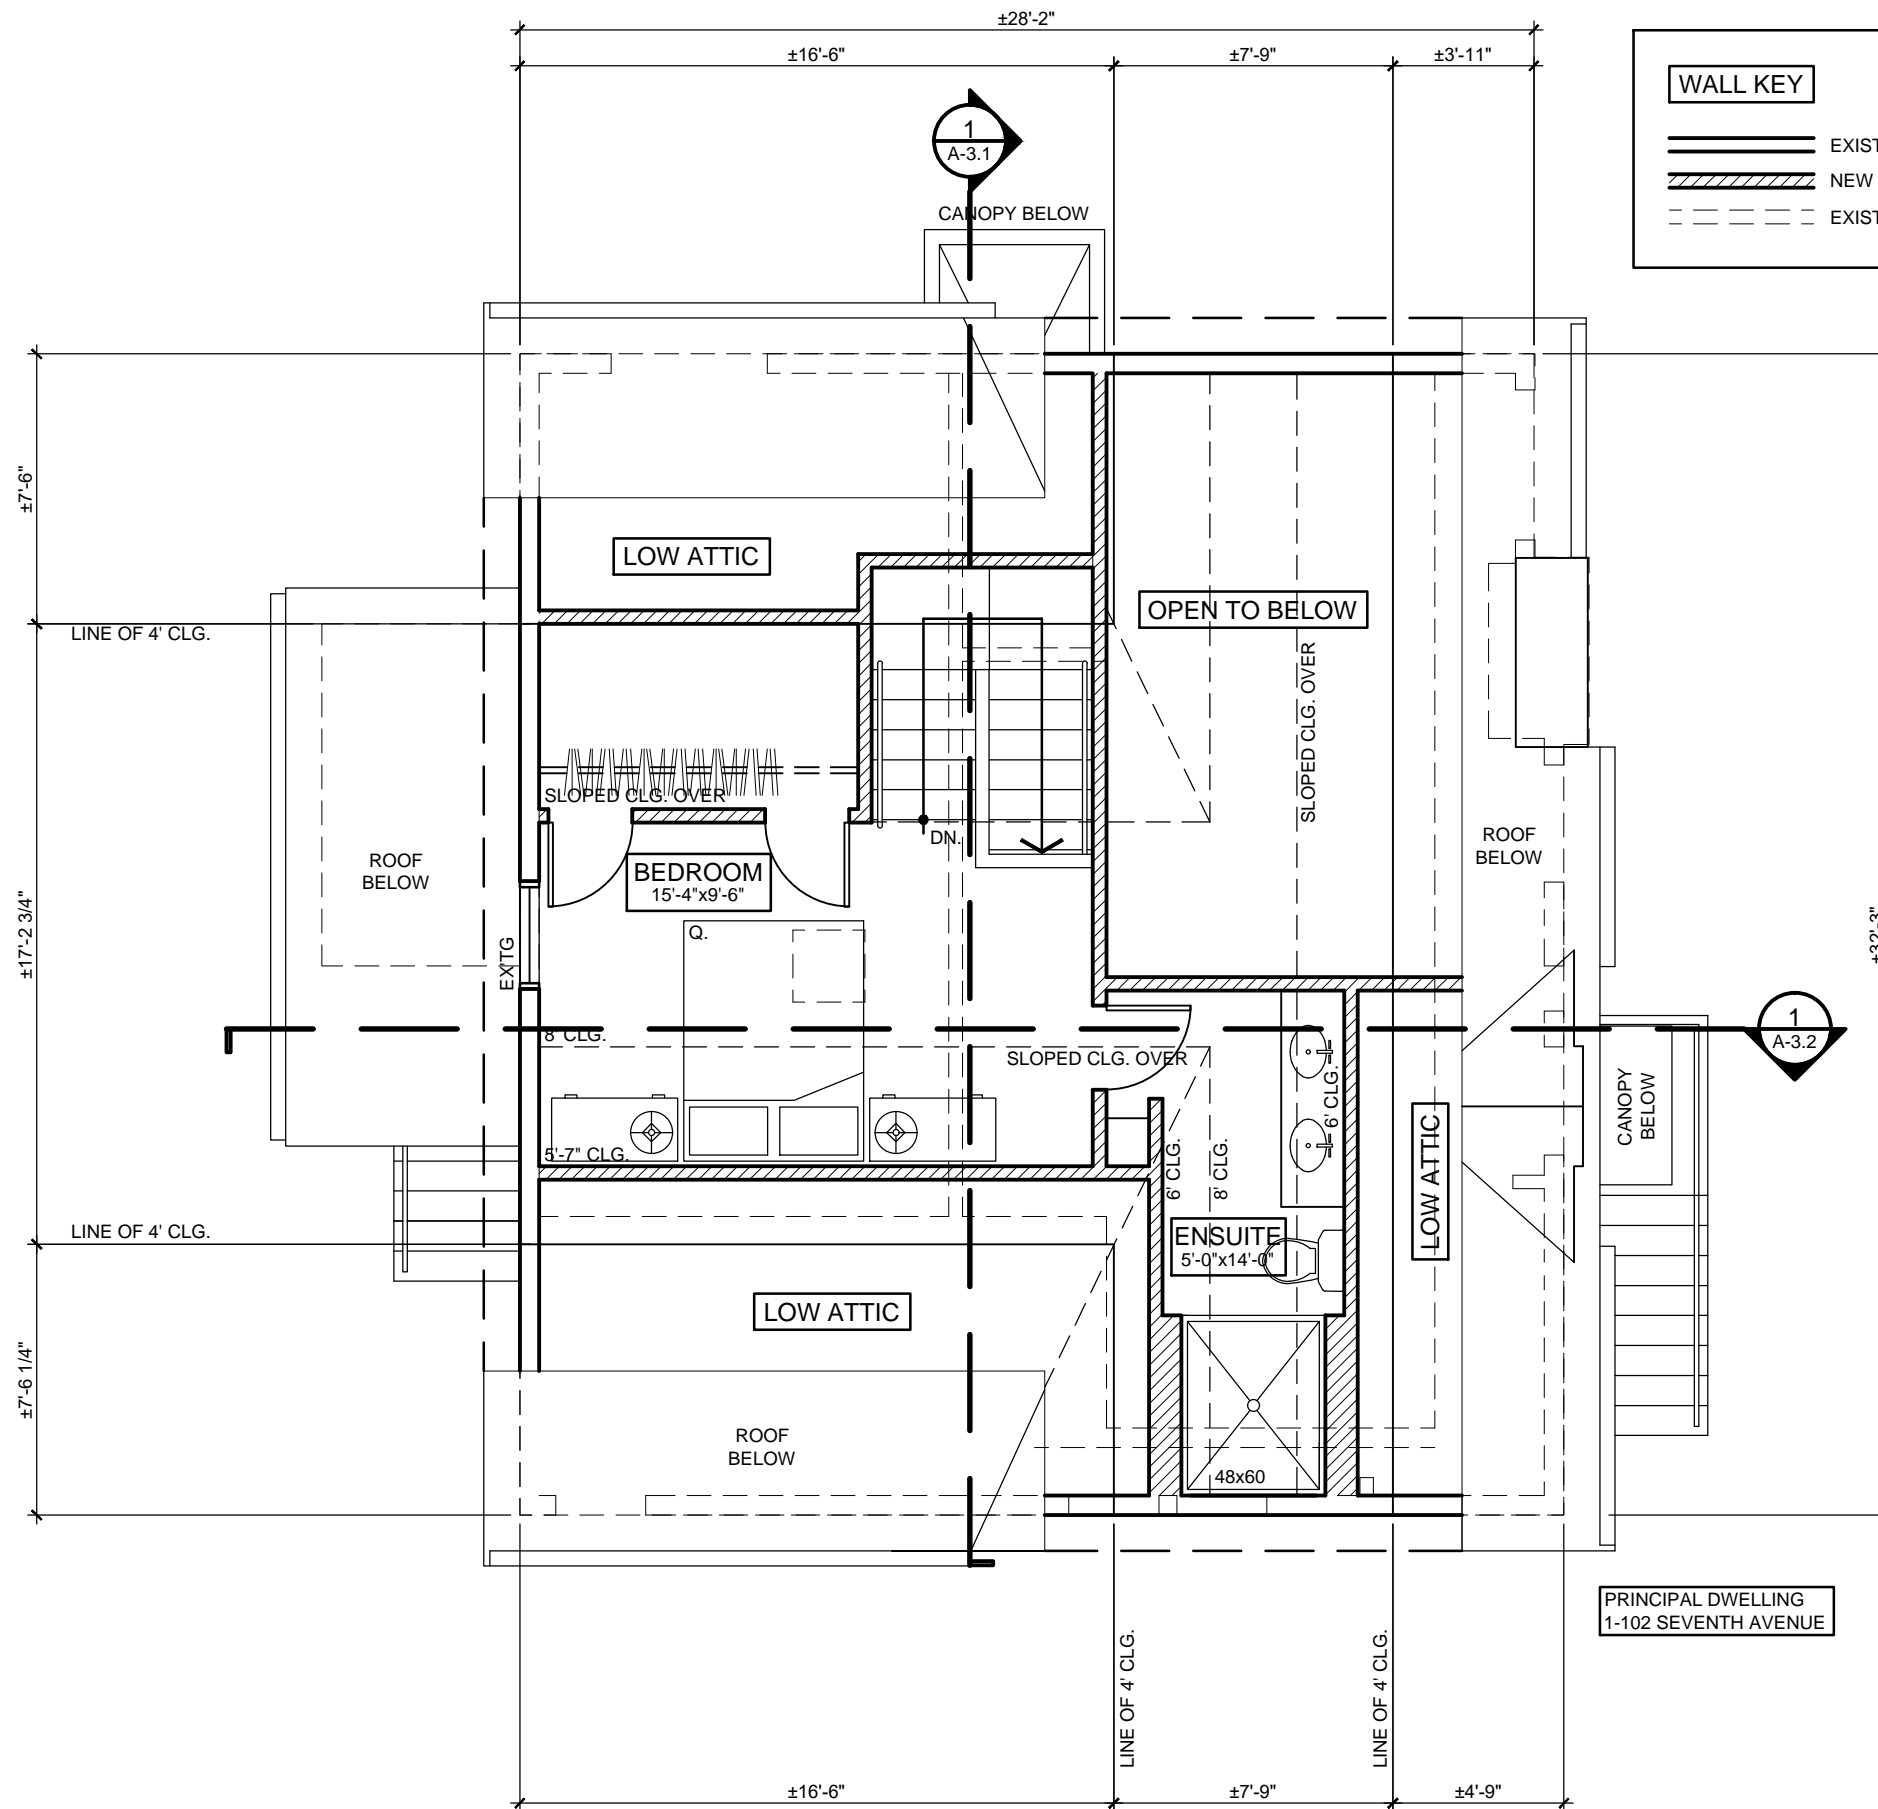 ±28'-2"
±16'-6"
±7'-9"
±3'-11"
WALL KEY
EXIST
NEW
EXIST
1
A-3.1
CANOPY BELOW
±7'-6"
LOW ATTIC
OPEN TO BELOW
LINE OF 4' CLG.
SLOPED CLG. OVER
SLOPED CLG. OVER
DN.
ROOF
BELOW
ROOF
BELOW
BEDROOM
15'-4"x9'-6"
±17'-2 3/4"
EX'TG
Q.
±32'-3"
8' CLG.
SLOPED CLG. OVER
1
A-3.2
6' CLG.
CANOPY
BELOW
5'-7" CLG.
6' CLG.
8' CLG.
LOW ATTIC
LINE OF 4' CLG.
ENSUITE
5'-0"x14'-0"
LOW ATTIC
±7'-6 1/4"
ROOF
BELOW
48x60
PRINCIPAL DWELLING
1-102 SEVENTH AVENUE
LINE OF 4' CLG.
LINE OF 4' CLG.
±16'-6"
±7'-9"
±4'-9"